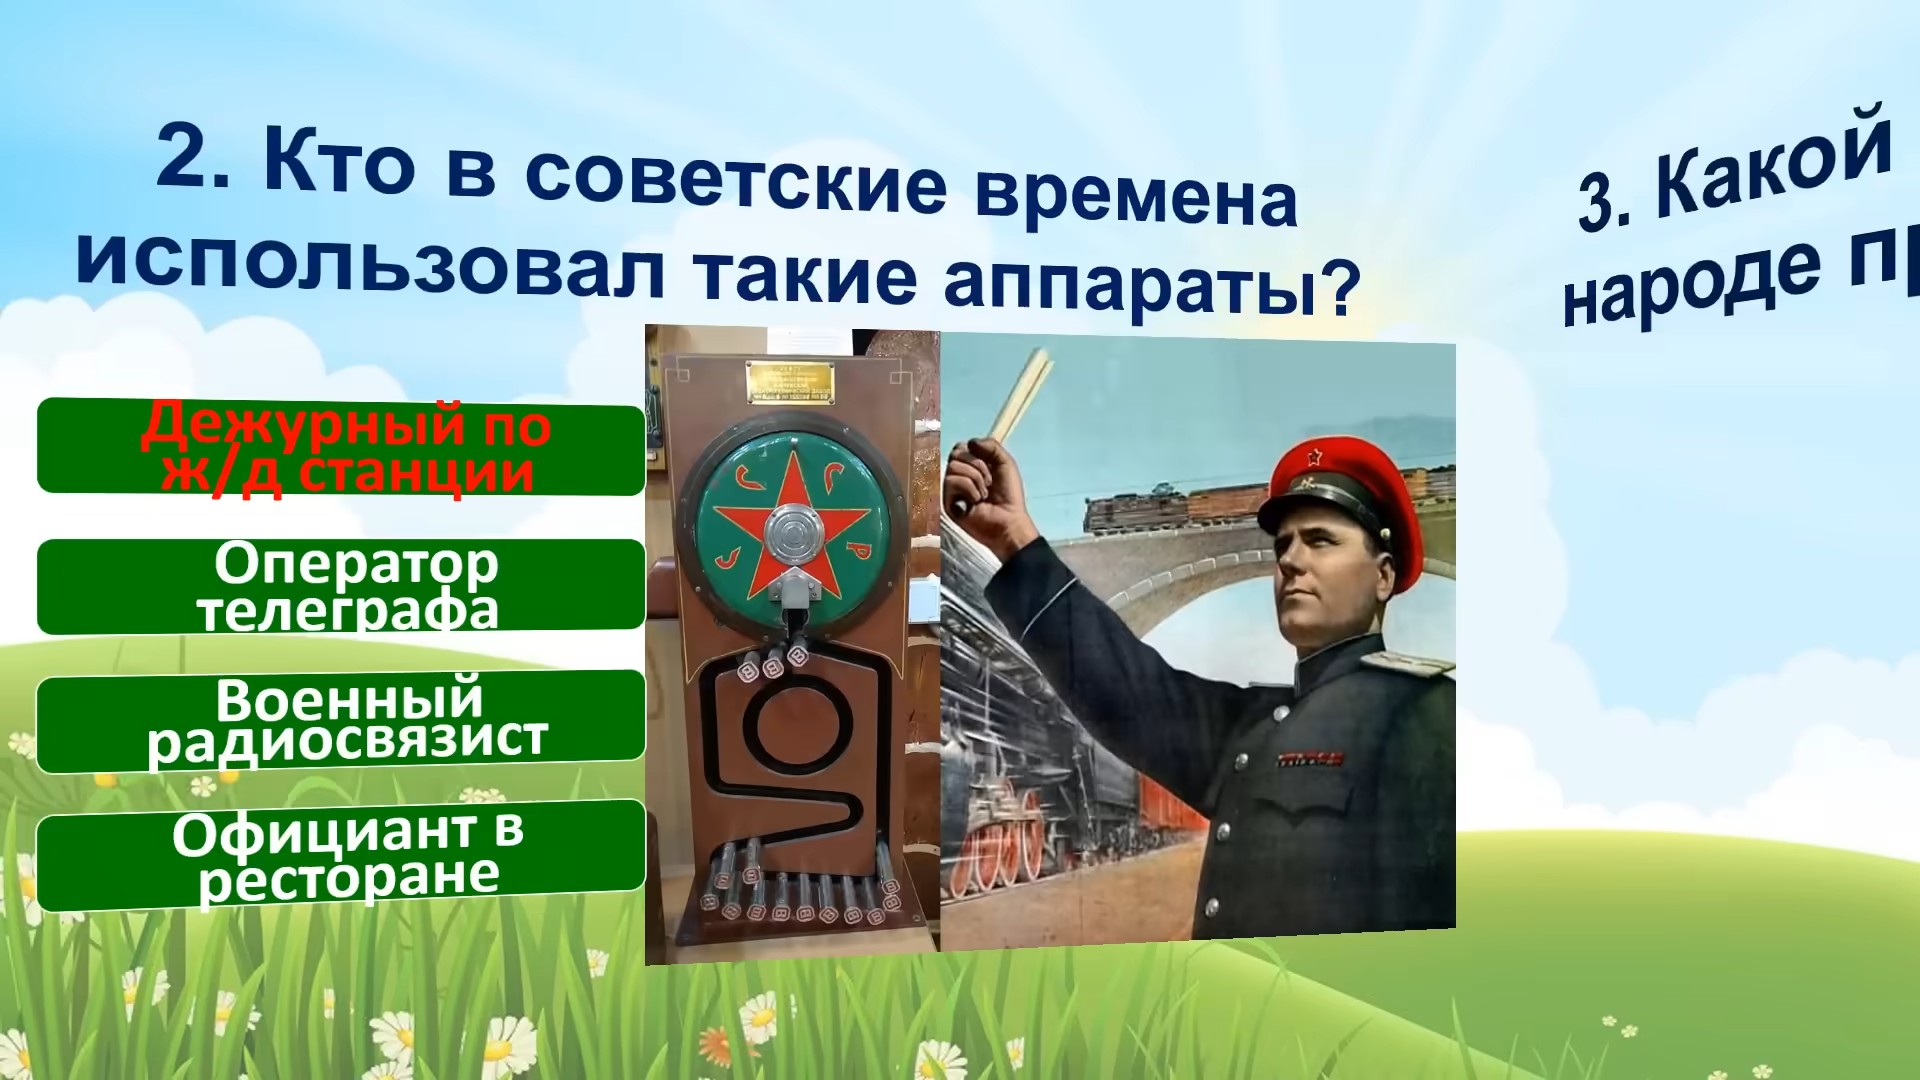 2. Кто в советские времена
использовал такие аппараты?
3. Какой
народе
Дежурный по
ж/д станции
Оператор
телеграфа
Военный
радиосвязист
Официант в
ресторане